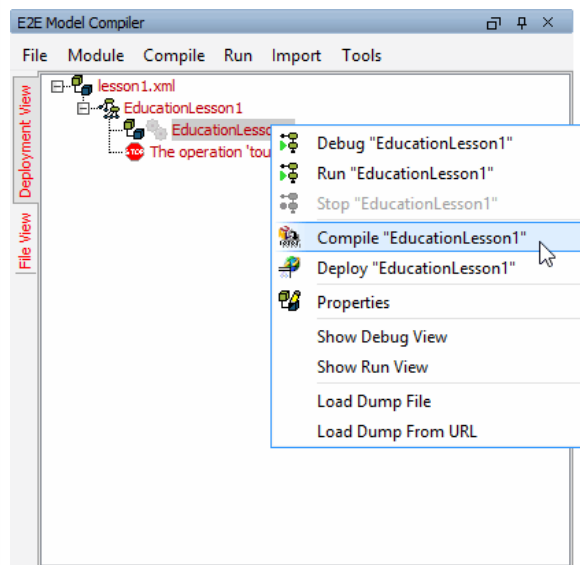 E2E Model Compiler
File Module Compile Run Import Tools
Deployment View
File View
lesson1.xml
EducationLesson1
EducationLesso
STOP The operation 'tou
Debug "EducationLesson1"
Run "EducationLesson1"
Stop "EducationLesson1"
Compile "EducationLesson1"
Deploy "EducationLesson1"
Properties
Show Debug View
Show Run View
Load Dump File
Load Dump From URL